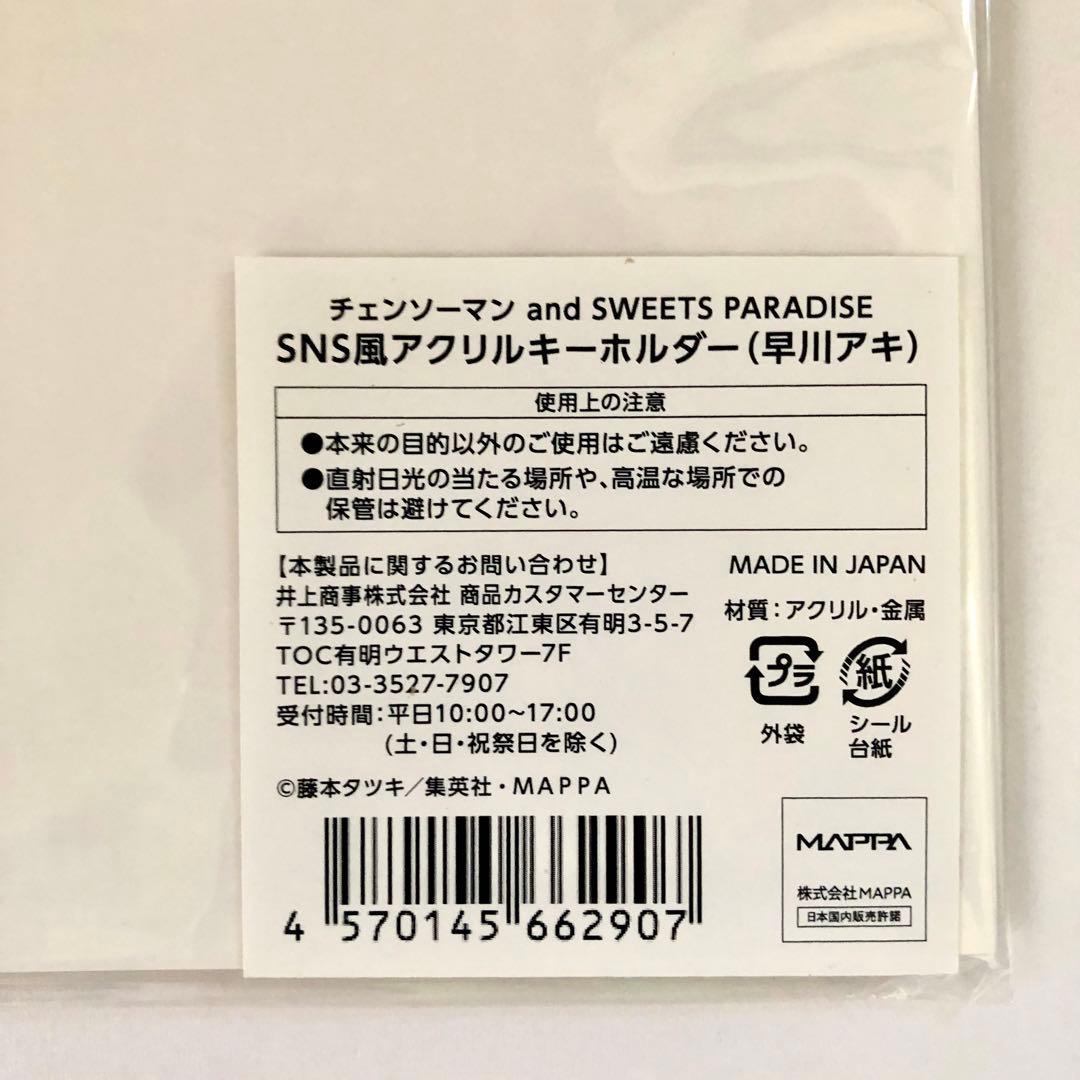 チェンソーマン and SWEETS PARADISE
SNS風アクリルキーホルダー(早川アキ)
使用上の注意
●本来の目的以外のご使用はご遠慮ください。
●直射日光の当たる場所や、高温な場所での
保管は避けてください。
【本製品に関するお問い合わせ】
井上商事株式会社 商品カスタマーセンター
〒135-0063 東京都江東区有明3-5-7
TOC有明ウエストタワー7F
TEL:03-3527-7907
受付時間:平日10:00〜17:00
(土・日・祝祭日を除く)
©藤本タツキ/集英社・MAPPA
MADE IN JAPAN
材質:アクリル・金属
プラ
外袋
紙
シール
台紙
4 570145 662907
MAPPA
株式会社MAPPA
日本国内販売許諾